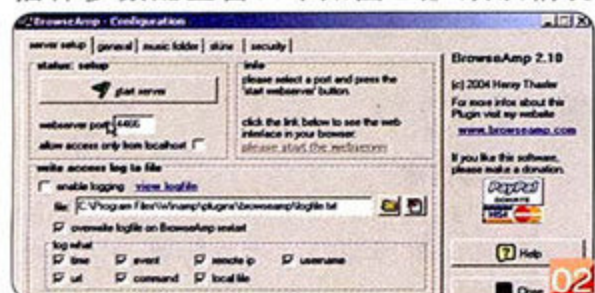 BrowseAmp - Configuration
server setup
general
music folder
skins
security
status: setup
start server
webserver port: 4466
allow access only from localhost
info
please select a port and press the
'start webserver' button.
click the link below to see the web
interface in your browser.
please start the webserver
write access log to file
enable logging
view logfile
file: C:\Program Files\Winamp\plugins\browseamp\logfile.txt
overwrite logfile on BrowseAmp restart
log what
time
event
remote ip
username
url
command
local file
BrowseAmp 2.10
(c) 2004 Henry Thasler
For more infos about this
Plugin visit my website
www.browseamp.com
If you like this software,
please make a donation.
PayPal
DONATE
VISA
Help
Close
02